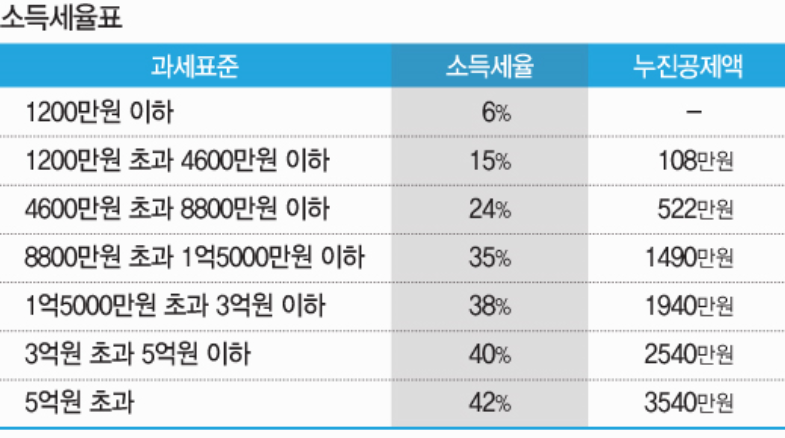 소득세율표
과세표준 소득세율 누진공제액
1200만원 이하 6% –
1200만원 초과 4600만원 이하 15% 108만원
4600만원 초과 8800만원 이하 24% 522만원
8800만원 초과 1억5000만원 이하 35% 1490만원
1억5000만원 초과 3억원 이하 38% 1940만원
3억원 초과 5억원 이하 40% 2540만원
5억원 초과 42% 3540만원